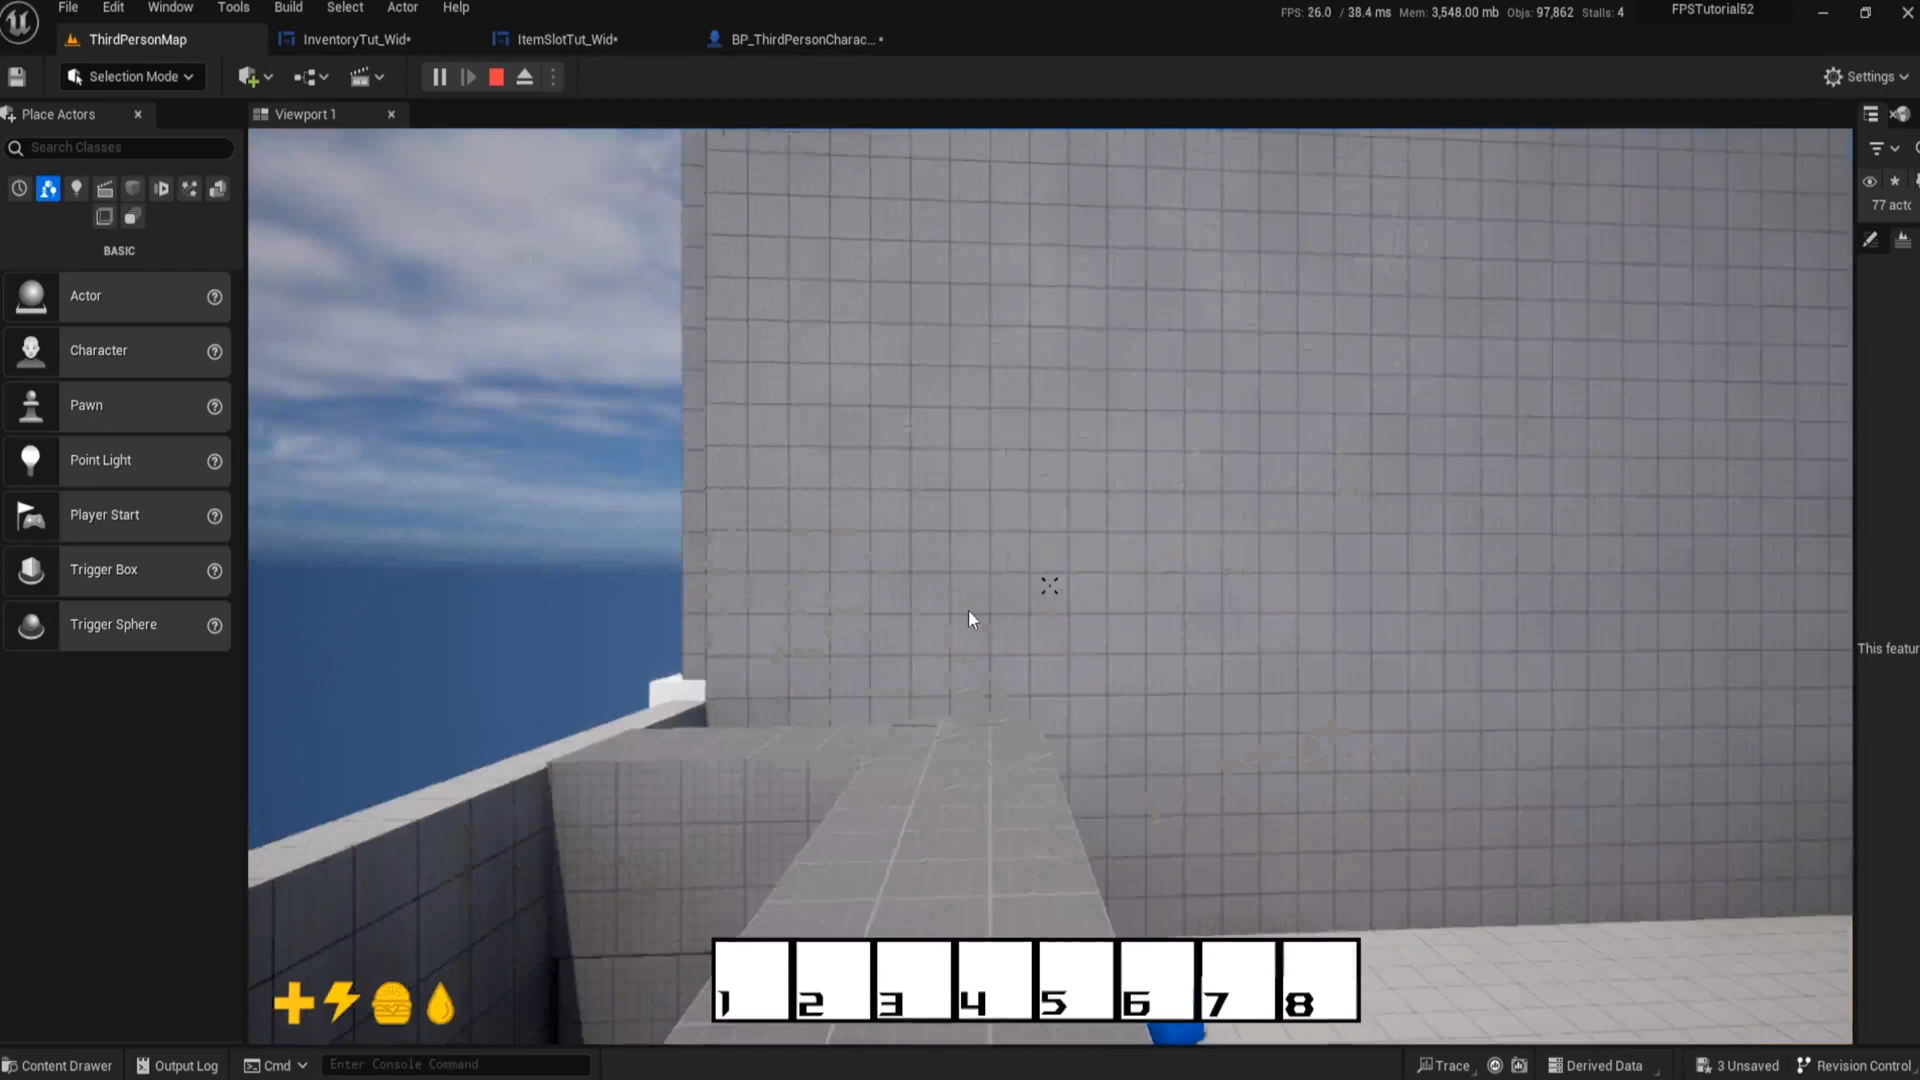 File Edit Window Tools Build Select Actor Help
FPS: 26.0 / 38.4 ms Mem: 3,548.00 mb Objs: 97,862 Stalls: 4
FPSTutorial52
ThirdPersonMap
InventoryTut_Wid*
ItemSlotTut_Wid*
BP_ThirdPersonCharac... *
Selection Mode
Settings
Place Actors
Viewport 1
Search Classes
77 acto
BASIC
Actor
Character
Pawn
Point Light
Player Start
Trigger Box
Trigger Sphere
This featur
1 2 3 4 5 6 7 8
Content Drawer
Output Log
Cmd
Enter Console Command
Trace
Derived Data
3 Unsaved
Revision Control